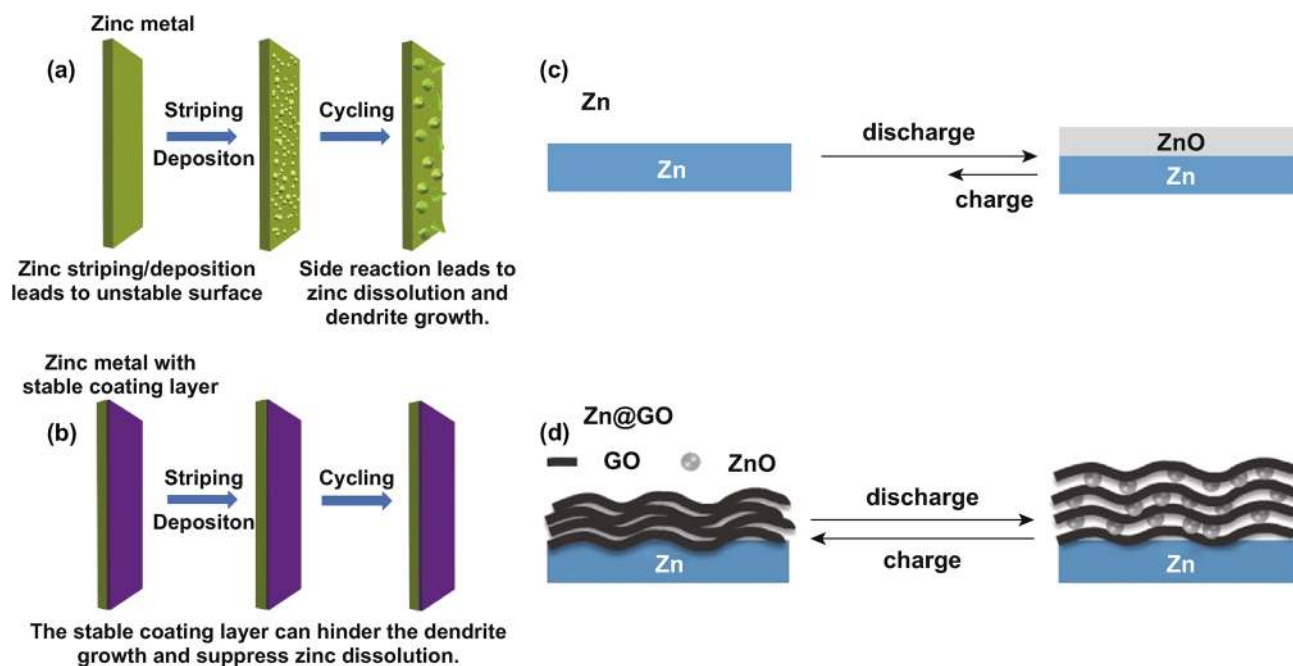 Zinc metal
(a)
Striping
Depositon
Cycling
Zinc striping/deposition
leads to unstable surface
Side reaction leads to
zinc dissolution and
dendrite growth.
Zinc metal with
stable coating layer
(b)
Striping
Depositon
Cycling
The stable coating layer can hinder the dendrite
growth and suppress zinc dissolution.
(c)
Zn
Zn
discharge
charge
ZnO
Zn
(d)
Zn@GO
GO
ZnO
Zn
discharge
charge
Zn